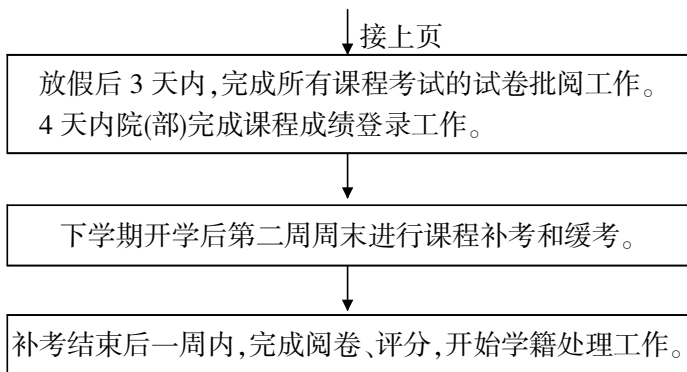 接上页
放假后 3 天内,完成所有课程考试的试卷批阅工作。
4 天内院(部)完成课程成绩登录工作。
下学期开学后第二周周末进行课程补考和缓考。
补考结束后一周内,完成阅卷、评分,开始学籍处理工作。